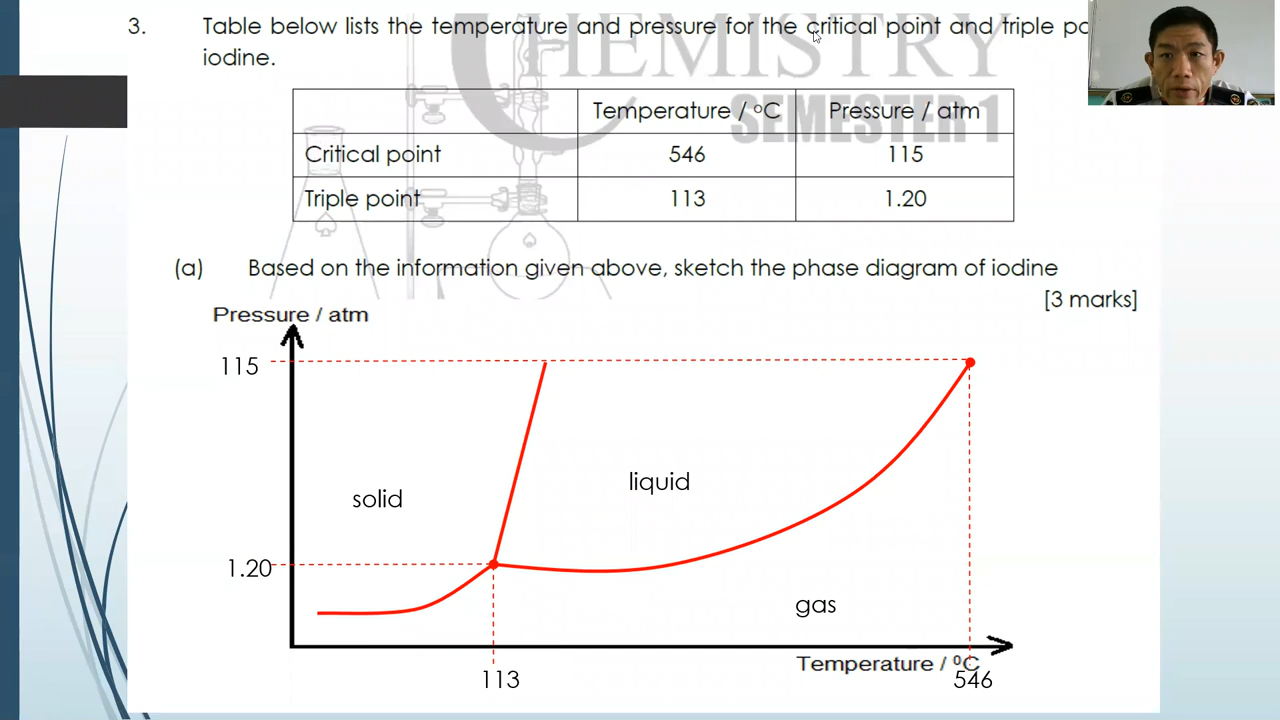 3. Table below lists the temperature and pressure for the critical point and triple
iodine.
CHEMISTRY
SEMESTER 1
Temperature / °C Pressure / atm
Critical point 546 115
Triple point 113 1.20
(a) Based on the information given above, sketch the phase diagram of iodine
[3 marks]
Pressure / atm
115
liquid
solid
1.20
gas
Temperature / ⁰C
113 546